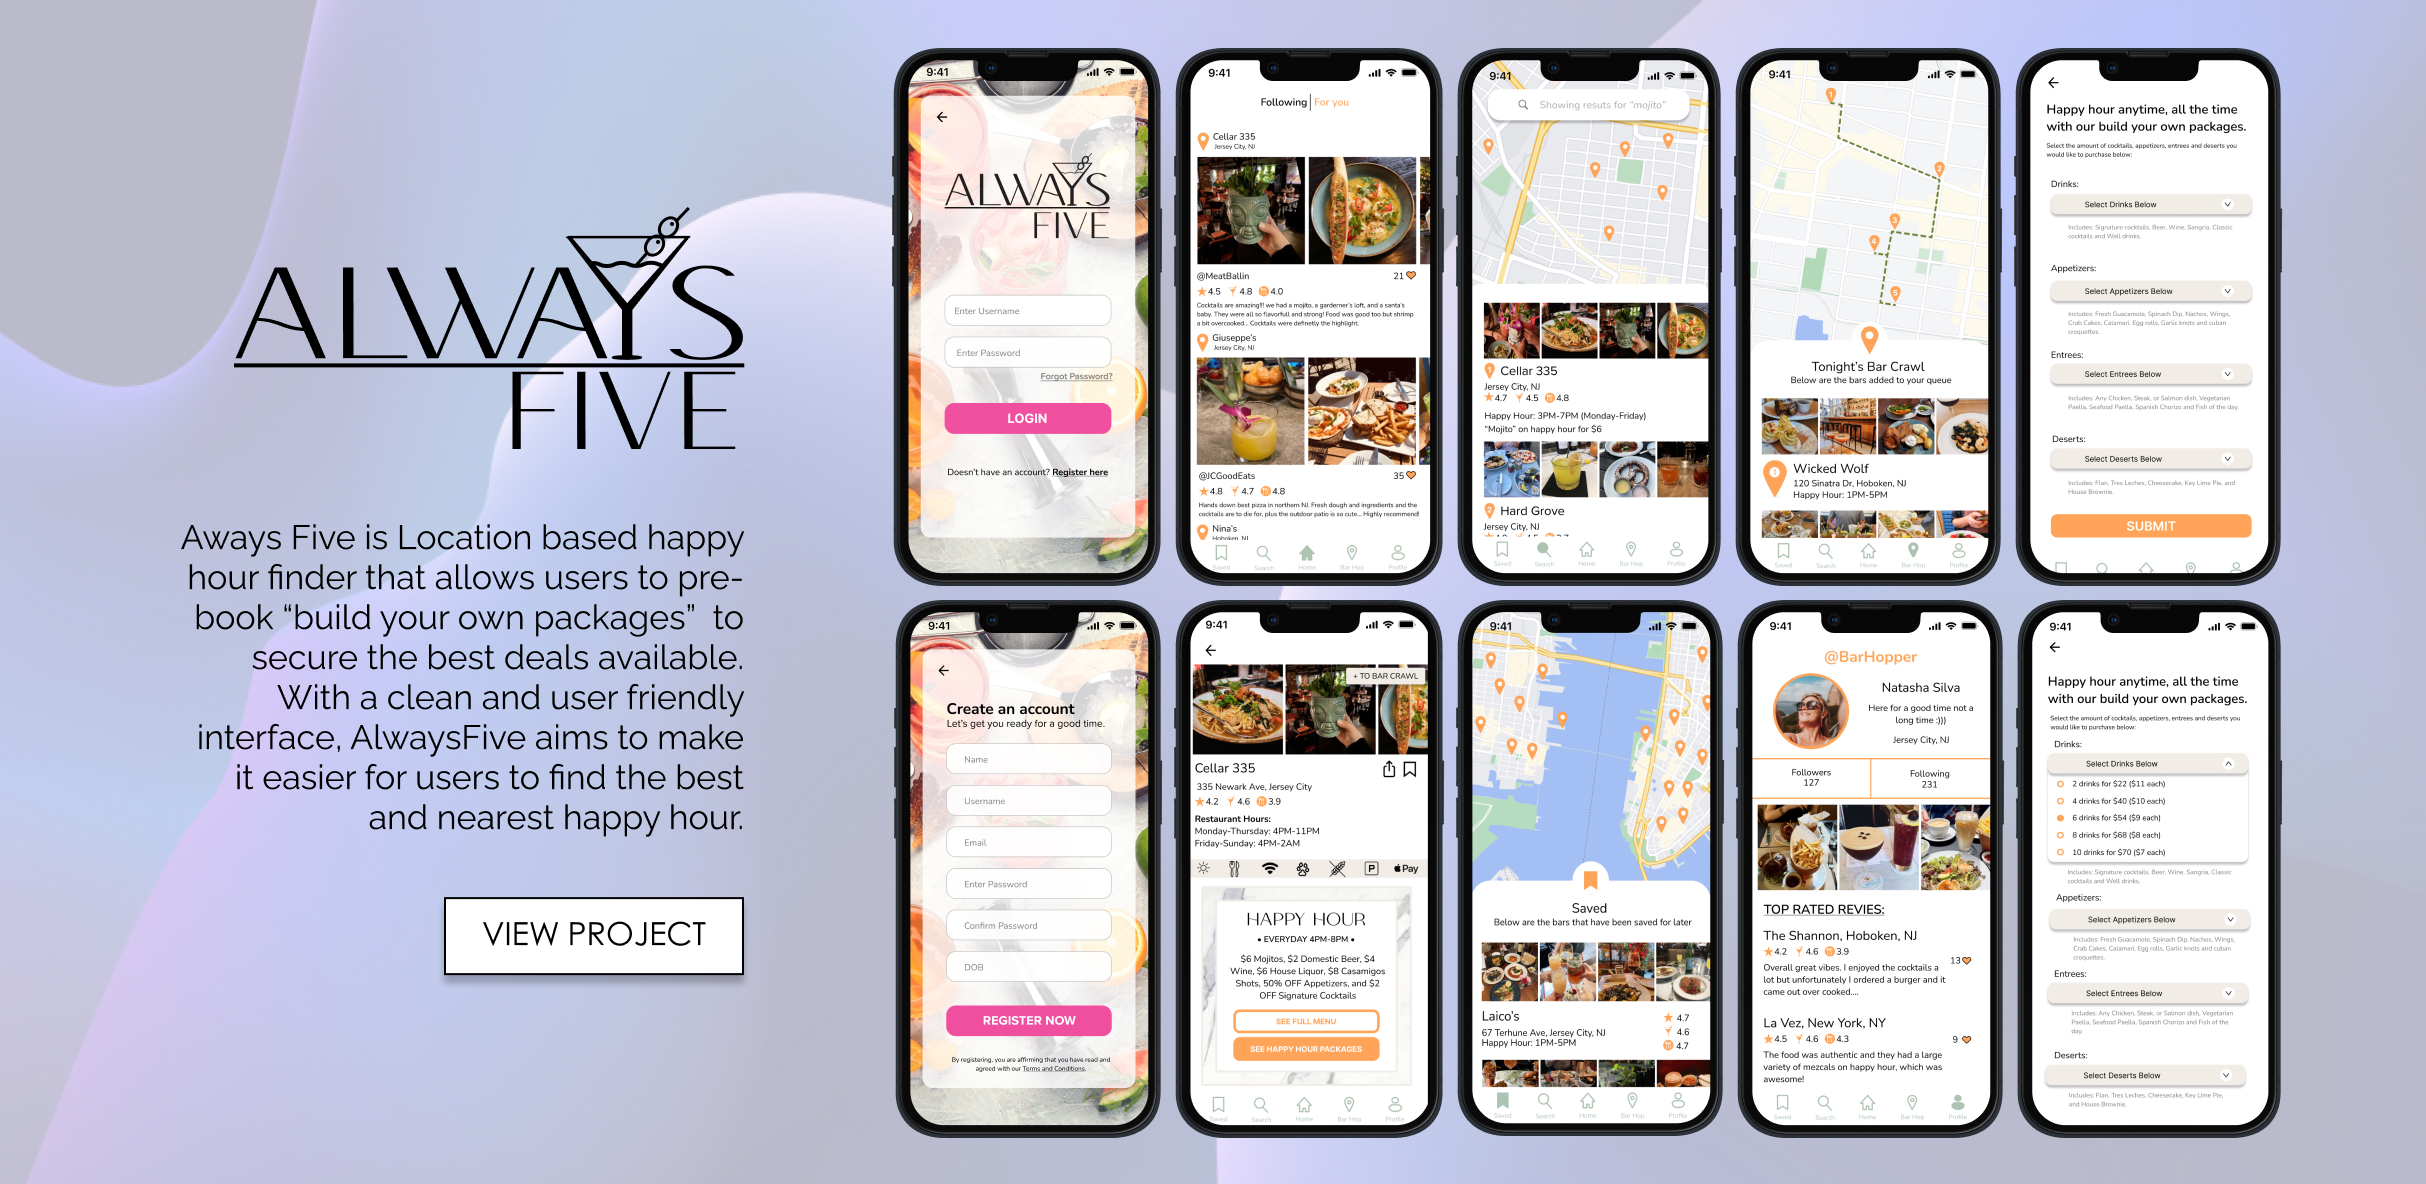 ALWAYS
FIVE
Aways Five is Location based happy
hour finder that allows users to pre-
book “build your own packages” to
secure the best deals available.
With a clean and user friendly
interface, AlwaysFive aims to make
it easier for users to find the best
and nearest happy hour.
VIEW PROJECT
9:41
ALWAYS
FIVE
Enter Username
Enter Password
Forgot Password?
LOGIN
Doesn't have an account? Register here
9:41
Following | For you
Cellar 335
Jersey City, NJ
@MeatBallin
21
4.5 4.8 4.0
Cocktails are amazing!!! we had a mojito, a garderner's loft, and a santa's
baby. They were all so flavorfull and strong! Food was good too but shrimp
a bit overcooked... Cocktails were definetly the highlight.
Giuseppe's
Jersey City, NJ
@JCGoodEats
35
4.8 4.7 4.8
Hands down best pizza in northern NJ. Fresh dough and ingredients and the
cocktails are to die for, plus the outdoor patio is so cute... Highly recommend!
Nina's
Hoboken, NJ
Saved Search Home Bar Hop Profile
9:41
Showing resuts for “mojito”
1 Cellar 335
Jersey City, NJ
4.7 4.5 4.8
Happy Hour: 3PM-7PM (Monday-Friday)
“Mojito” on happy hour for $6
2 Hard Grove
Jersey City, NJ
Saved Search Home Bar Hop Profile
9:41
1
2
3
4
5
Tonight's Bar Crawl
Below are the bars added to your queue
1 Wicked Wolf
120 Sinatra Dr, Hoboken, NJ
Happy Hour: 1PM-5PM
Saved Search Home Bar Hop Profile
Happy hour anytime, all the time
with our build your own packages.
Select the amount of cocktails, appetizers, entrees and deserts you
would like to purchase below:
Drinks:
Select Drinks Below
Includes: Signature cocktails, Beer, Wine, Sangria, Classic
cocktails and Well drinks.
Appetizers:
Select Appetizers Below
Includes: Fresh Guacamole, Spinach Dip, Nachos, Wings,
Crab Cakes, Calamari, Egg rolls, Garlic knots and cuban
croquettes.
Entrees:
Select Entrees Below
Includes: Any Chicken, Steak, or Salmon dish, Vegetarian
Paella, Seafood Paella. Spanish Chorizo and Fish of the day.
Deserts:
Select Deserts Below
Includes: Flan, Tres Leches, Cheesecake, Key Lime Pie, and
House Brownie.
SUBMIT
9:41
Create an account
Let's get you ready for a good time.
Name
Username
Email
Enter Password
Confirm Password
DOB
REGISTER NOW
By registering, you are affirming that you have read and
agreed with our Terms and Conditions.
9:41
+ TO BAR CRAWL
Cellar 335
335 Newark Ave, Jersey City
4.2 4.6 3.9
Restaurant Hours:
Monday-Thursday: 4PM-11PM
Friday-Sunday: 4PM-2AM
P Pay
HAPPY HOUR
• EVERYDAY 4PM-8PM •
$6 Mojitos, $2 Domestic Beer, $4
Wine, $6 House Liquor, $8 Casamigos
Shots, 50% OFF Appetizers, and $2
OFF Signature Cocktails
SEE FULL MENU
SEE HAPPY HOUR PACKAGES
Saved Search Home Bar Hop Profile
9:41
Saved
Below are the bars that have been saved for later
Laico's
67 Terhune Ave, Jersey City, NJ
Happy Hour: 1PM-5PM
4.7
4.6
4.7
Saved Search Home Bar Hop Profile
9:41
@BarHopper
Natasha Silva
Here for a good time not a
long time :)))
Jersey City, NJ
Followers
127
Following
231
TOP RATED REVIES:
The Shannon, Hoboken, NJ
4.2 4.6 3.9
13
Overall great vibes. I enjoyed the cocktails a
lot but unfortunately I ordered a burger and it
came out over cooked....
La Vez, New York, NY
4.5 4.6 4.3
9
The food was authentic and they had a large
variety of mezcals on happy hour, which was
awesome!
Saved Search Home Bar Hop Profile
9:41
Happy hour anytime, all the time
with our build your own packages.
Select the amount of cocktails, appetizers, entrees and deserts you
would like to purchase below:
Drinks:
Select Drinks Below
2 drinks for $22 ($11 each)
4 drinks for $40 ($10 each)
6 drinks for $54 ($9 each)
8 drinks for $68 ($8 each)
10 drinks for $70 ($7 each)
Includes: Signature cocktails, Beer, Wine, Sangria, Classic
cocktails and Well drinks.
Appetizers:
Select Appetizers Below
Includes: Fresh Guacamole, Spinach Dip, Nachos, Wings,
Crab Cakes, Calamari, Egg rolls, Garlic knots and cuban
croquettes.
Entrees:
Select Entrees Below
Includes: Any Chicken, Steak, or Salmon dish, Vegetarian
Paella, Seafood Paella. Spanish Chorizo and Fish of the
day.
Deserts:
Select Deserts Below
Includes: Flan, Tres Leches, Cheesecake, Key Lime Pie,
and House Brownie.